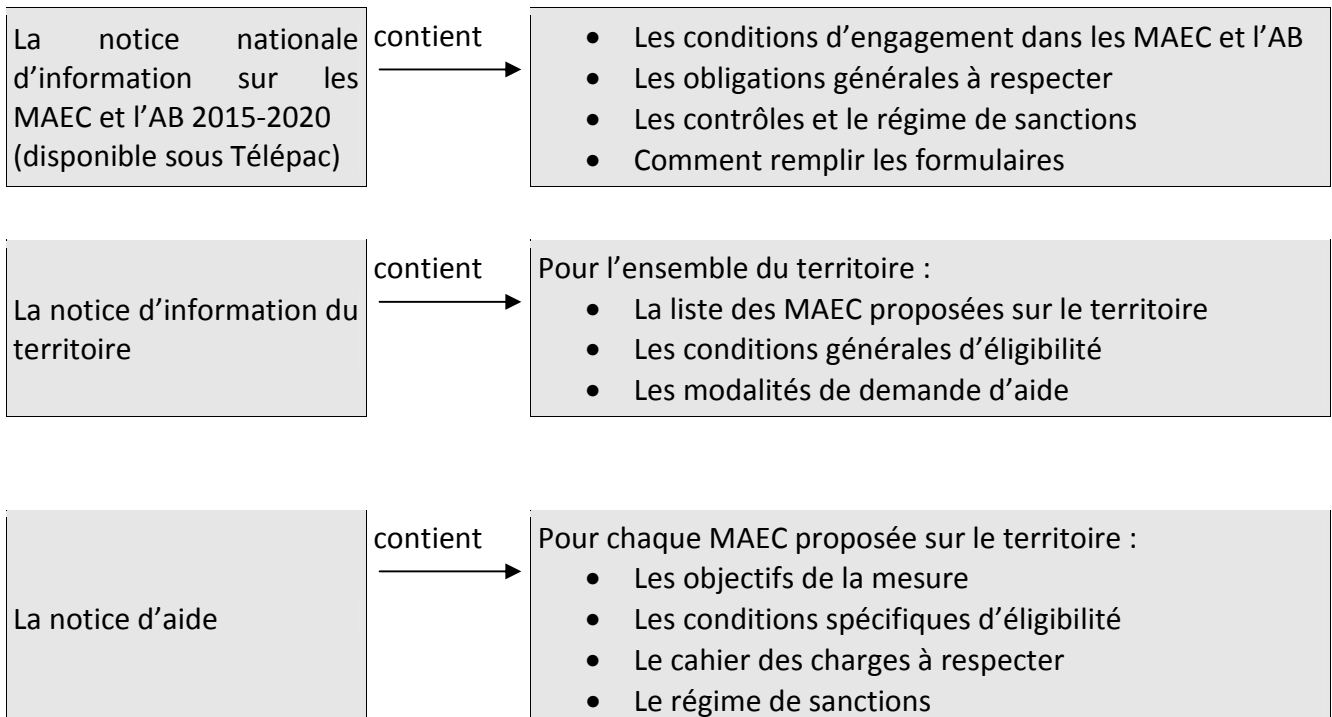 La notice nationale
d’information sur les
MAEC et l’AB 2015-2020
(disponible sous Télépac)
contient
• Les conditions d’engagement dans les MAEC et l’AB
• Les obligations générales à respecter
• Les contrôles et le régime de sanctions
• Comment remplir les formulaires
La notice d’information du
territoire
contient
Pour l’ensemble du territoire :
• La liste des MAEC proposées sur le territoire
• Les conditions générales d’éligibilité
• Les modalités de demande d’aide
La notice d’aide
contient
Pour chaque MAEC proposée sur le territoire :
• Les objectifs de la mesure
• Les conditions spécifiques d’éligibilité
• Le cahier des charges à respecter
• Le régime de sanctions